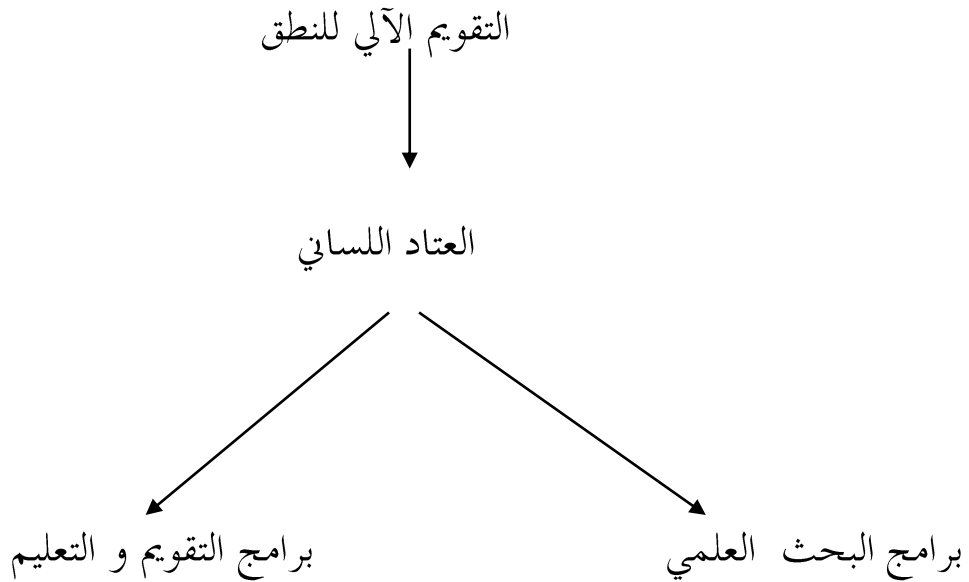 التقويم الآلي للنطق
العتاد اللساني
برامج البحث العلمي
برامج التقويم و التعليم